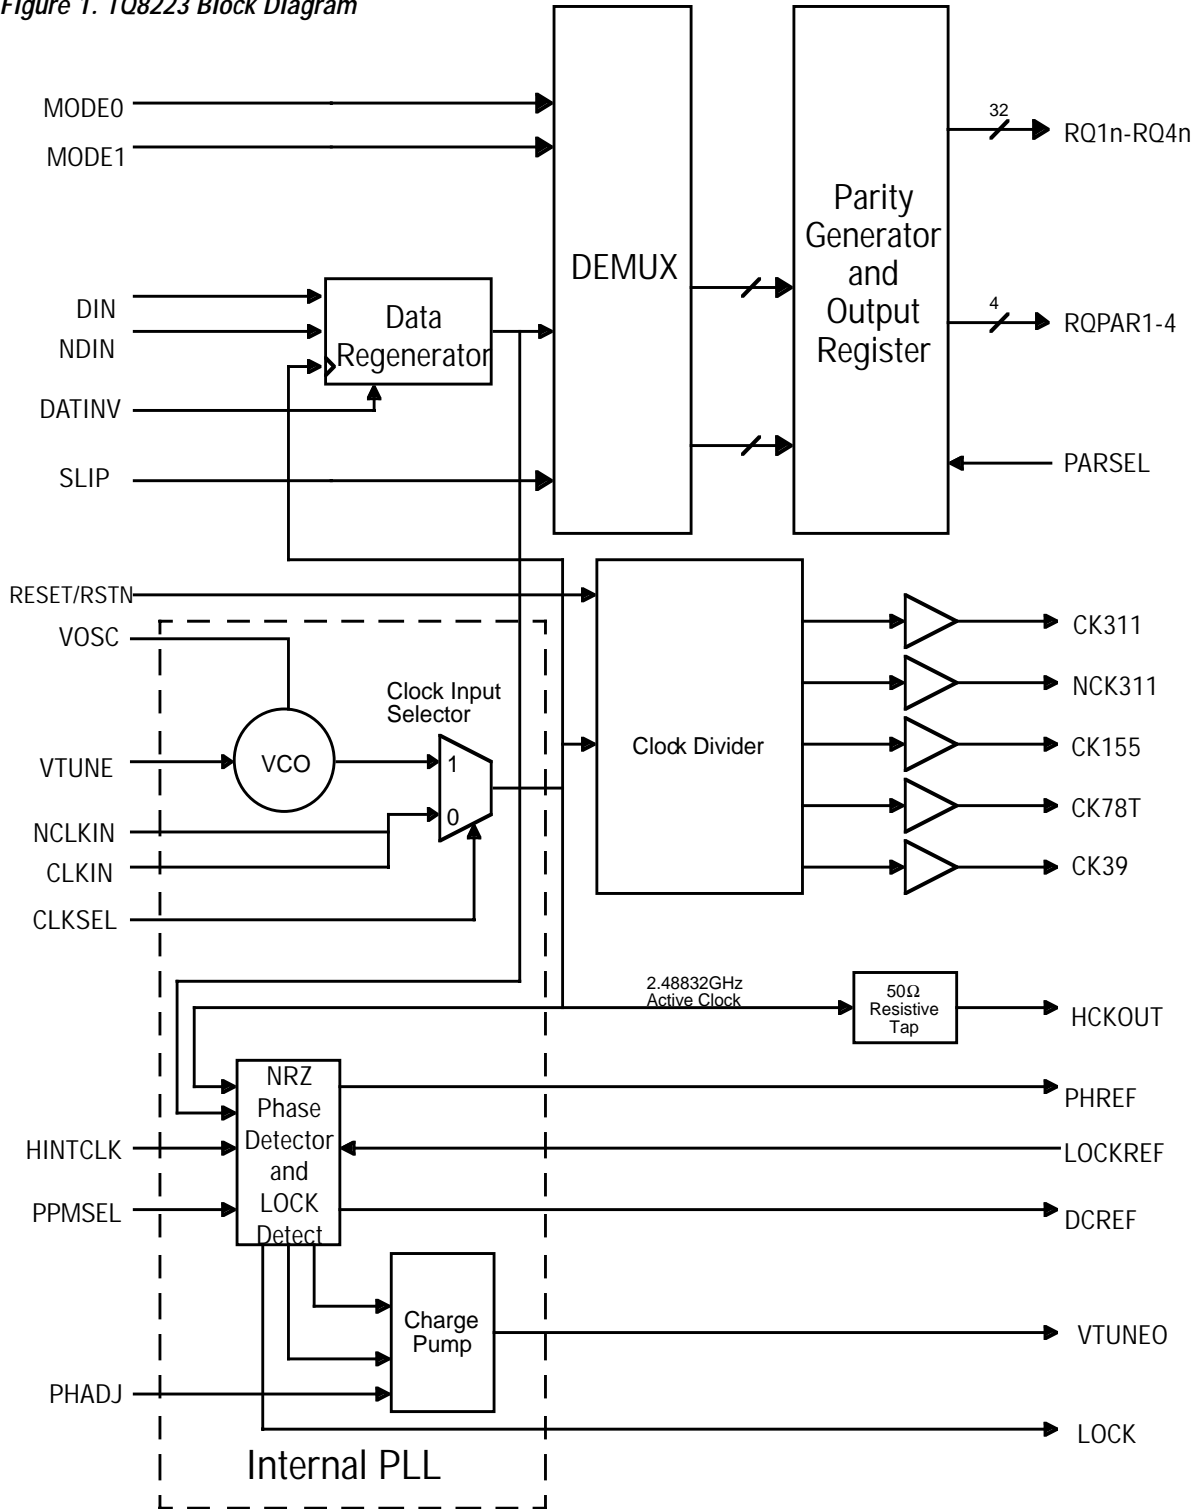 Figure 1. TQ8223 Block Diagram
MODE0
MODE1
DIN
NDIN
DATINV
SLIP
Data
Regenerator
DEMUX
Parity
Generator
and
Output
Register
32
RQ1n-RQ4n
4
RQPAR1-4
PARSEL
RESET/RSTN
VOSC
VTUNE
NCLKIN
CLKIN
CLKSEL
VCO
Clock Input
Selector
1
0
Clock Divider
CK311
NCK311
CK155
CK78T
CK39
2.48832GHz
Active Clock
50Ω
Resistive
Tap
HCKOUT
HINTCLK
PPMSEL
PHADJ
NRZ
Phase
Detector
and
LOCK
Detect
Charge
Pump
PHREF
LOCKREF
DCREF
VTUNEO
LOCK
Internal PLL